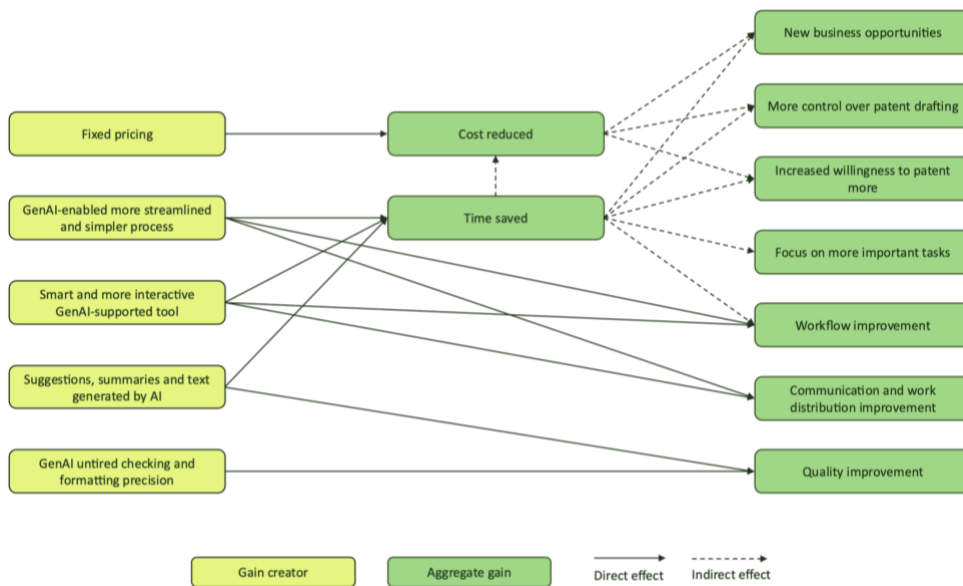 New business opportunities
More control over patent drafting
Fixed pricing
Cost reduced
Increased willingness to patent
more
GenAI-enabled more streamlined
and simpler process
Time saved
Focus on more important tasks
Smart and more interactive
GenAI-supported tool
Workflow improvement
Suggestions, summaries and text
generated by AI
Communication and work
distribution improvement
GenAI untired checking and
formatting precision
Quality improvement
Gain creator
Aggregate gain
Direct effect
Indirect effect